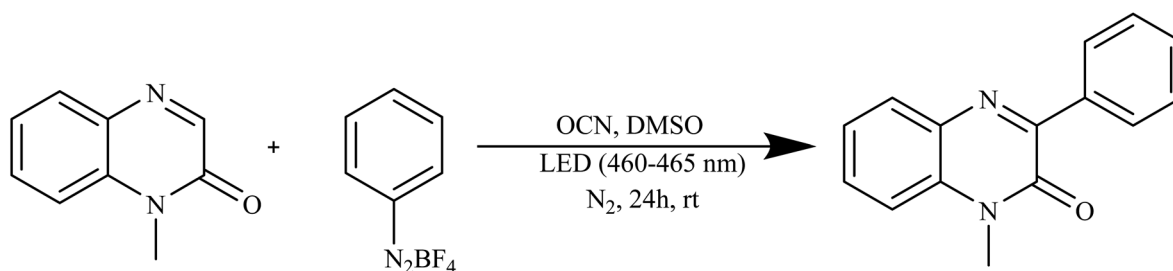 N
N
O
+
N₂BF₄
OCN, DMSO
LED (460-465 nm)
N₂, 24h, rt
N
N
O